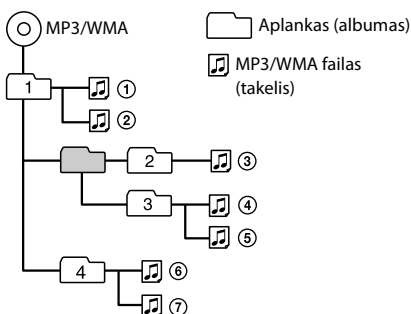 MP3/WMA
Aplankas (albumas)
MP3/WMA failas
(takelis)
1
①
②
2
③
3
④
⑤
4
⑥
⑦